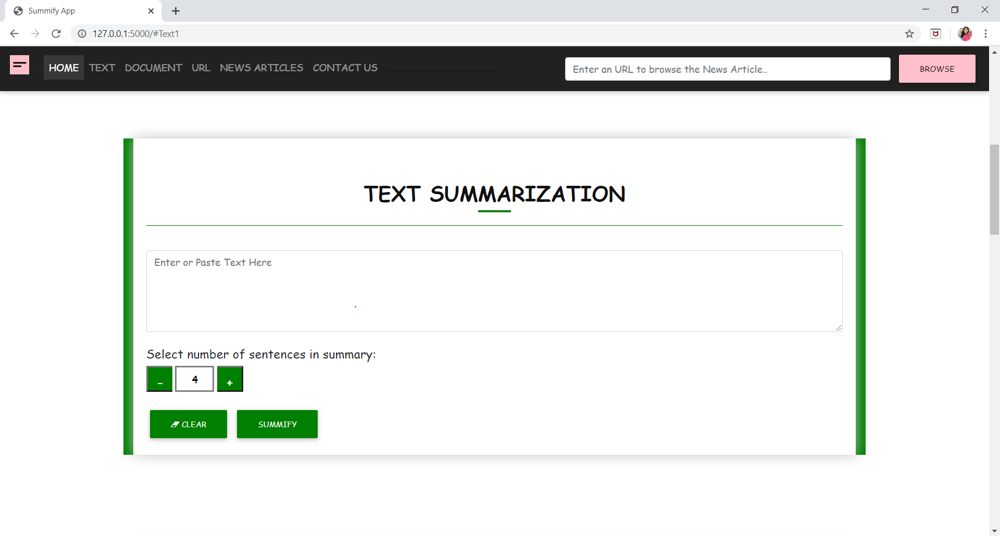 Summify App
127.0.0.1:5000/#Text1
HOME TEXT DOCUMENT URL NEWS ARTICLES CONTACT US
Enter an URL to browse the News Article..
BROWSE
TEXT SUMMARIZATION
Enter or Paste Text Here
Select number of sentences in summary:
- 4 +
CLEAR SUMMIFY